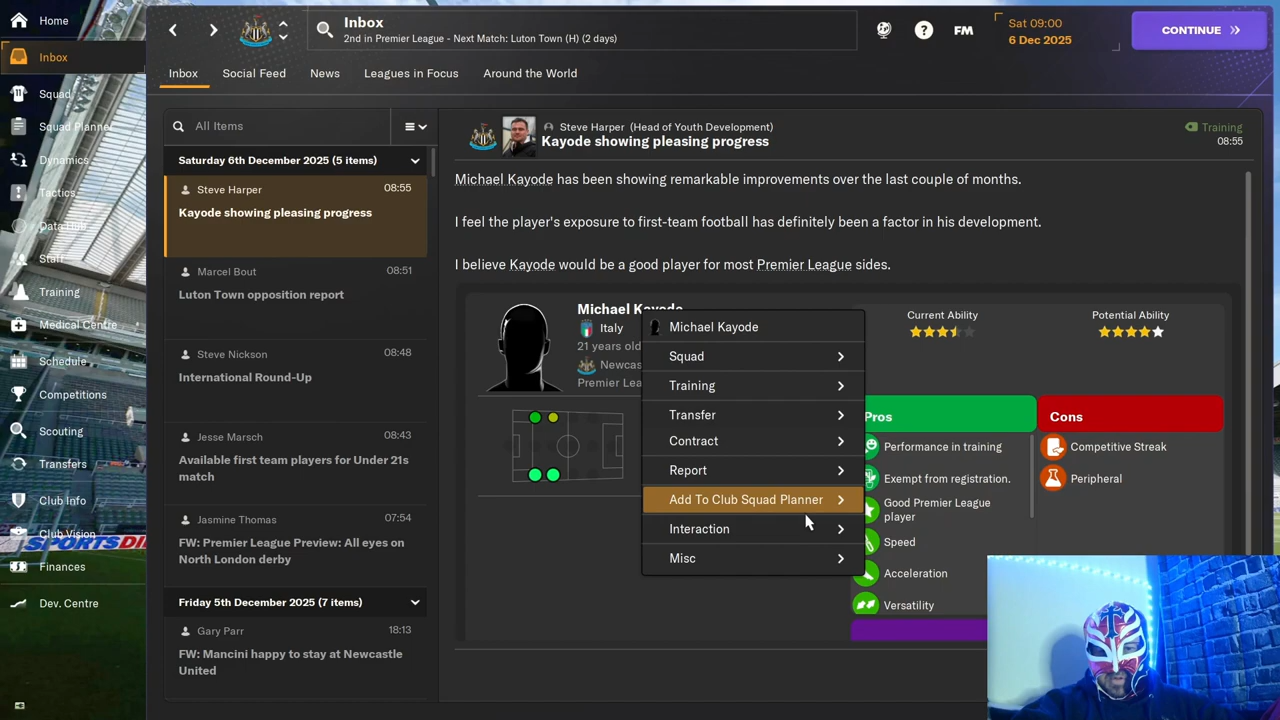 Home
Inbox
Squad
Squad Planner
Dynamics
Tactics
Data Hub
Staff
Training
Medical Centre
Schedule
Competitions
Scouting
Transfers
Club Info
Club Vision
SPORTS DI
Finances
Dev. Centre
Inbox
2nd in Premier League - Next Match: Luton Town (H) (2 days)
?
FM
Sat 09:00
6 Dec 2025
CONTINUE
Inbox
Social Feed
News
Leagues in Focus
Around the World
All Items
Saturday 6th December 2025 (5 items)
Steve Harper 08:55
Kayode showing pleasing progress
Marcel Bout 08:51
Luton Town opposition report
Steve Nickson 08:48
International Round-Up
Jesse Marsch 08:43
Available first team players for Under 21s
match
Jasmine Thomas 07:54
FW: Premier League Preview: All eyes on
North London derby
Friday 5th December 2025 (7 items)
Gary Parr 18:13
FW: Mancini happy to stay at Newcastle
United
Steve Harper (Head of Youth Development)
Kayode showing pleasing progress
Training
08:55
Michael Kayode has been showing remarkable improvements over the last couple of months.
I feel the player's exposure to first-team football has definitely been a factor in his development.
I believe Kayode would be a good player for most Premier League sides.
Michael Kayode
Italy
21 years old
Newcas
Premier Lea
Michael Kayode
Squad
Training
Transfer
Contract
Report
Add To Club Squad Planner
Interaction
Misc
Current Ability
Potential Ability
Pros
Performance in training
Exempt from registration.
Good Premier League
player
Speed
Acceleration
Versatility
Cons
Competitive Streak
Peripheral